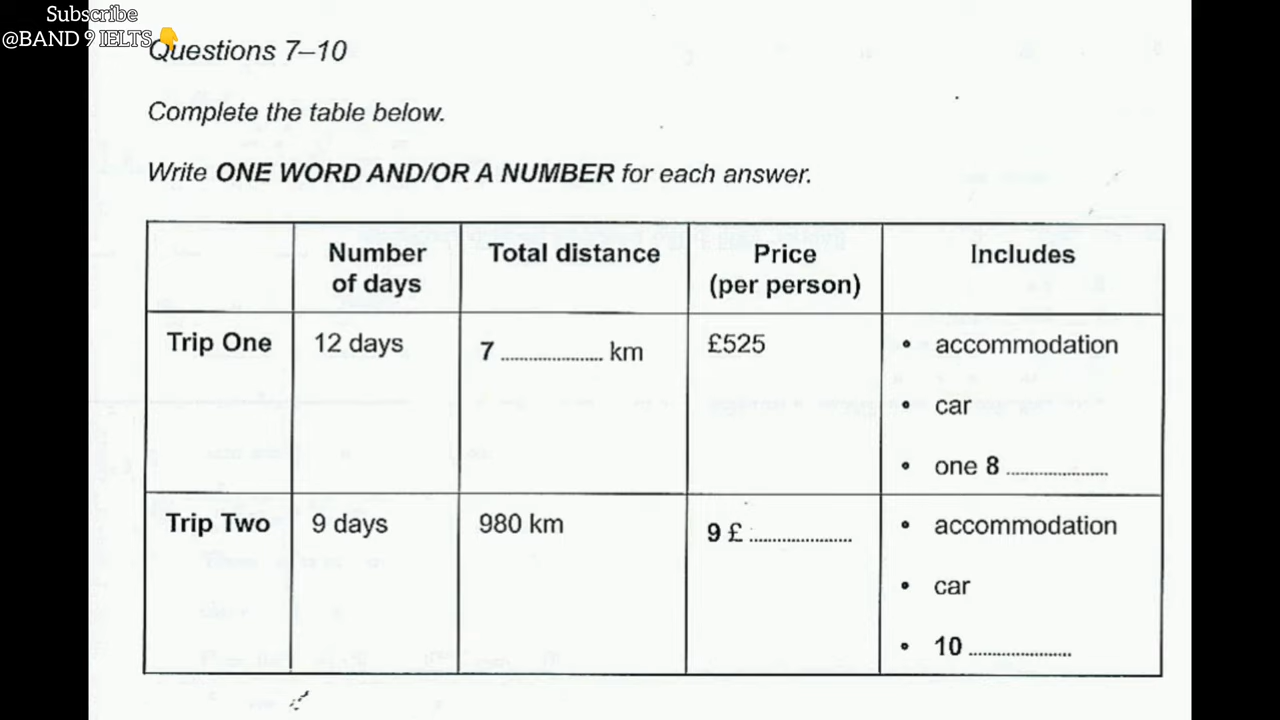 Subscribe
@BAND 9 IELTS👇
Questions 7–10
Complete the table below.
Write ONE WORD AND/OR A NUMBER for each answer.
Number of days
Total distance
Price (per person)
Includes
Trip One
12 days
7 .................... km
£525
• accommodation
• car
• one 8 ....................
Trip Two
9 days
980 km
9 £ ....................
• accommodation
• car
• 10 ....................